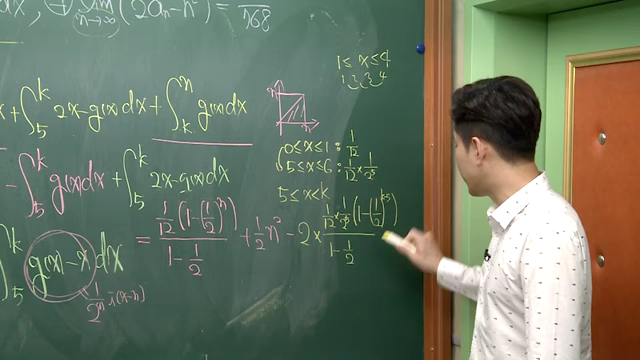 lim n→∞ (2aₙ - n²) = /768
1 ≤ x ≤ 4
1, 2, 3, 4
x + ∫₅ᵏ 2x - g(x) dx + ∫ₖⁿ g(x) dx
n
n
0 ≤ x ≤ 1 : 1/12
5 ≤ x ≤ 6 : 1/12 × 1/2⁵
- ∫₅ᵏ g(x) dx + ∫₅ᵏ 2x - g(x) dx
5 ≤ x < k
= (1/12 (1 - (1/2)ⁿ)) / (1 - 1/2) + 1/2 n² - 2 × (1/12 × 1/2⁵ (1 - (1/2)ᵏ⁻⁵)) / (1 - 1/2)
∫₅ᵏ g(x) - x dx
1/2ⁿ f(x-n)